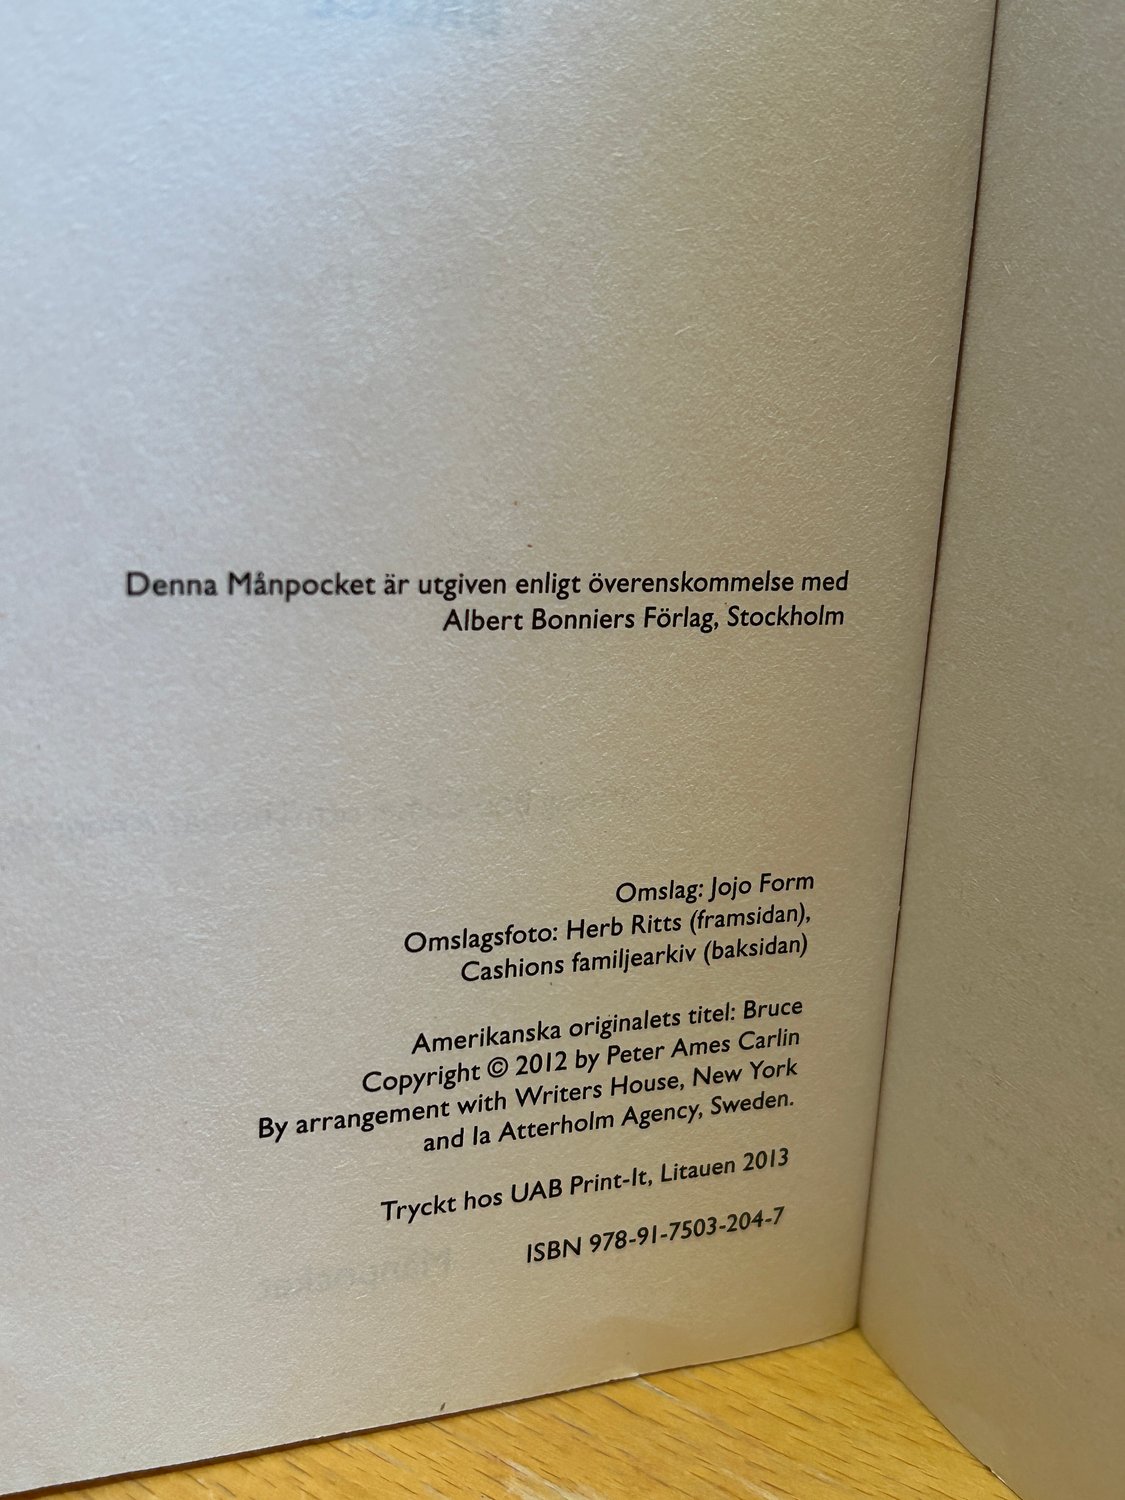 Denna Månpocket är utgiven enligt överenskommelse med
Albert Bonniers Förlag, Stockholm
Omslag: Jojo Form
Omslagsfoto: Herb Ritts (framsidan),
Cashions familjearkiv (baksidan)
Amerikanska originalets titel: Bruce
Copyright © 2012 by Peter Ames Carlin
By arrangement with Writers House, New York
and Ia Atterholm Agency, Sweden.
Tryckt hos UAB Print-It, Litauen 2013
ISBN 978-91-7503-204-7